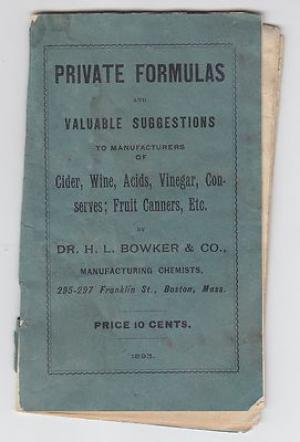 PRIVATE FORMULAS
AND
VALUABLE SUGGESTIONS
TO MANUFACTURERS
OF
Cider, Wine, Acids, Vinegar, Con-
serves; Fruit Canners, Etc.
BY
DR. H. L. BOWKER & CO.,
MANUFACTURING CHEMISTS,
295-297 Franklin St., Boston, Mass.
PRICE 10 CENTS.
1893.